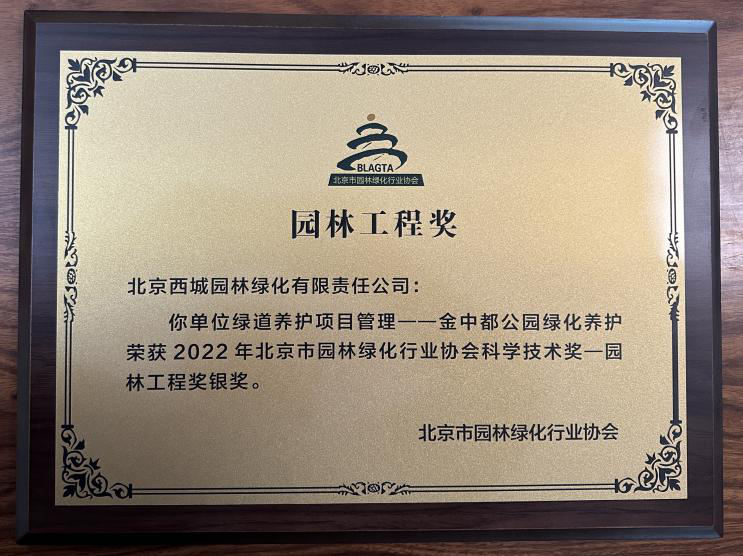 BLAGTA
北京市园林绿化行业协会
园林工程奖
北京西城园林绿化有限责任公司：
你单位绿道养护项目管理——金中都公园绿化养护
荣获2022年北京市园林绿化行业协会科学技术奖—园
林工程奖银奖。
北京市园林绿化行业协会